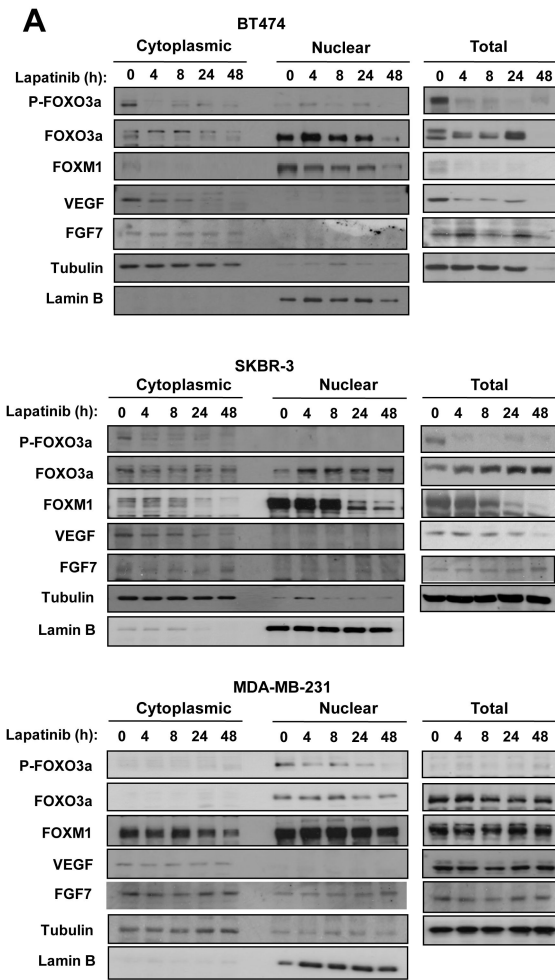 A
BT474
Cytoplasmic Nuclear Total
Lapatinib (h): 0 4 8 24 48 0 4 8 24 48 0 4 8 24 48
P-FOXO3a
FOXO3a
FOXM1
VEGF
FGF7
Tubulin
Lamin B
SKBR-3
Cytoplasmic Nuclear Total
Lapatinib (h): 0 4 8 24 48 0 4 8 24 48 0 4 8 24 48
P-FOXO3a
FOXO3a
FOXM1
VEGF
FGF7
Tubulin
Lamin B
MDA-MB-231
Cytoplasmic Nuclear Total
Lapatinib (h): 0 4 8 24 48 0 4 8 24 48 0 4 8 24 48
P-FOXO3a
FOXO3a
FOXM1
VEGF
FGF7
Tubulin
Lamin B